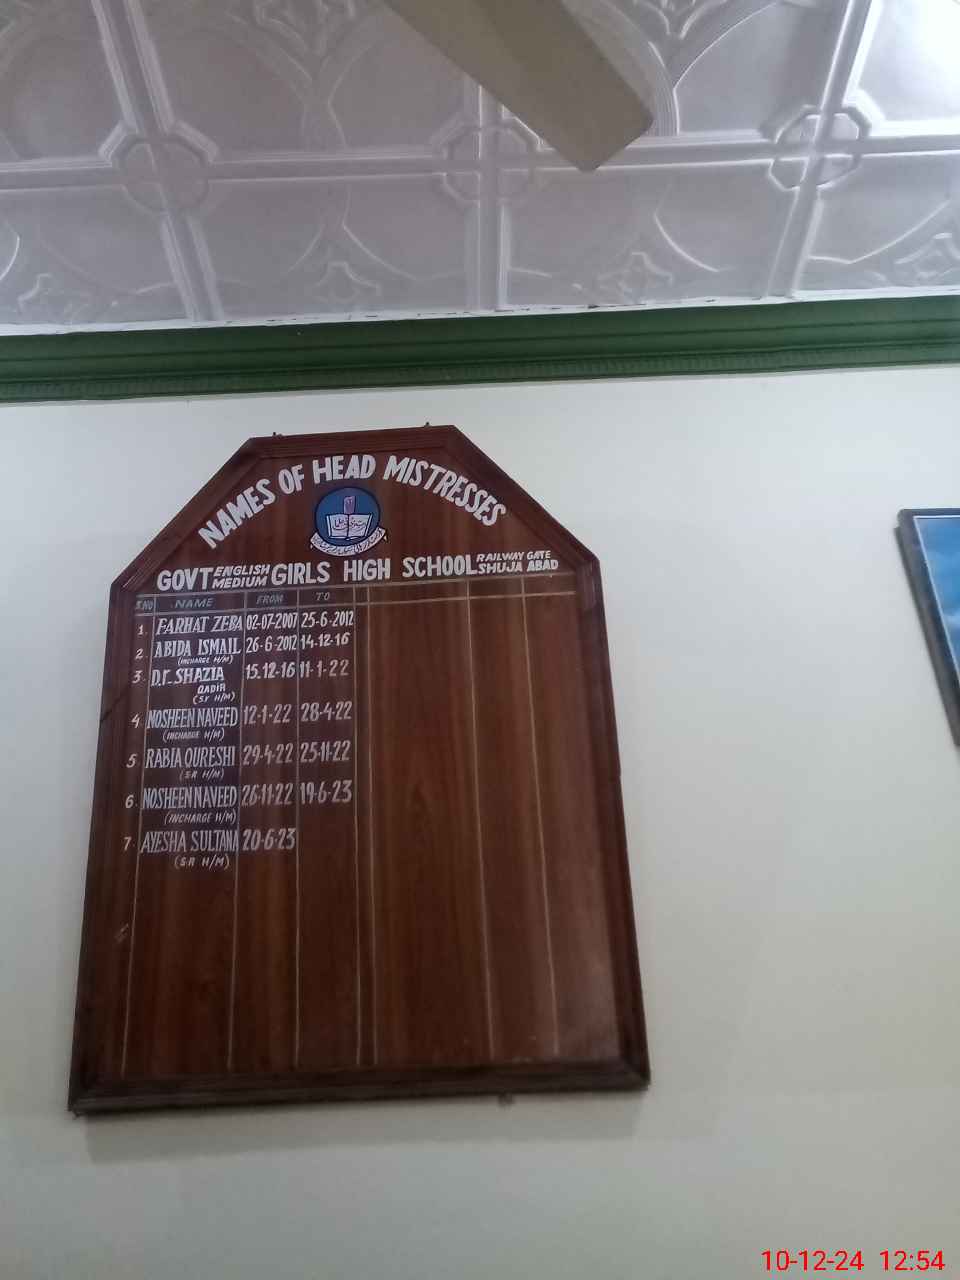 NAMES OF HEAD MISTRESSES
GOVT ENGLISH MEDIUM GIRLS HIGH SCHOOL RAILWAY GATE SHUJA ABAD
S.NO NAME FROM TO
1. FARHAT ZEBA 02-07-2007 25-6-2012
2. ABIDA ISMAIL 26-6-2012 14-12-16
(INCHARGE H/M)
3. D.r. SHAZIA 15.12-16 11-1-22
QADIR
(S.r H/M)
4. NOSHEEN NAVEED 12-1-22 28-4-22
(INCHARGE H/M)
5. RABIA QURESHI 29-4-22 25-11-22
(SR H/M)
6. NOSHEEN NAVEED 26-11-22 19-6-23
(INCHARGE H/M)
7. AYESHA SULTANA 20-6-23
(S.R H/M)
10-12-24 12:54